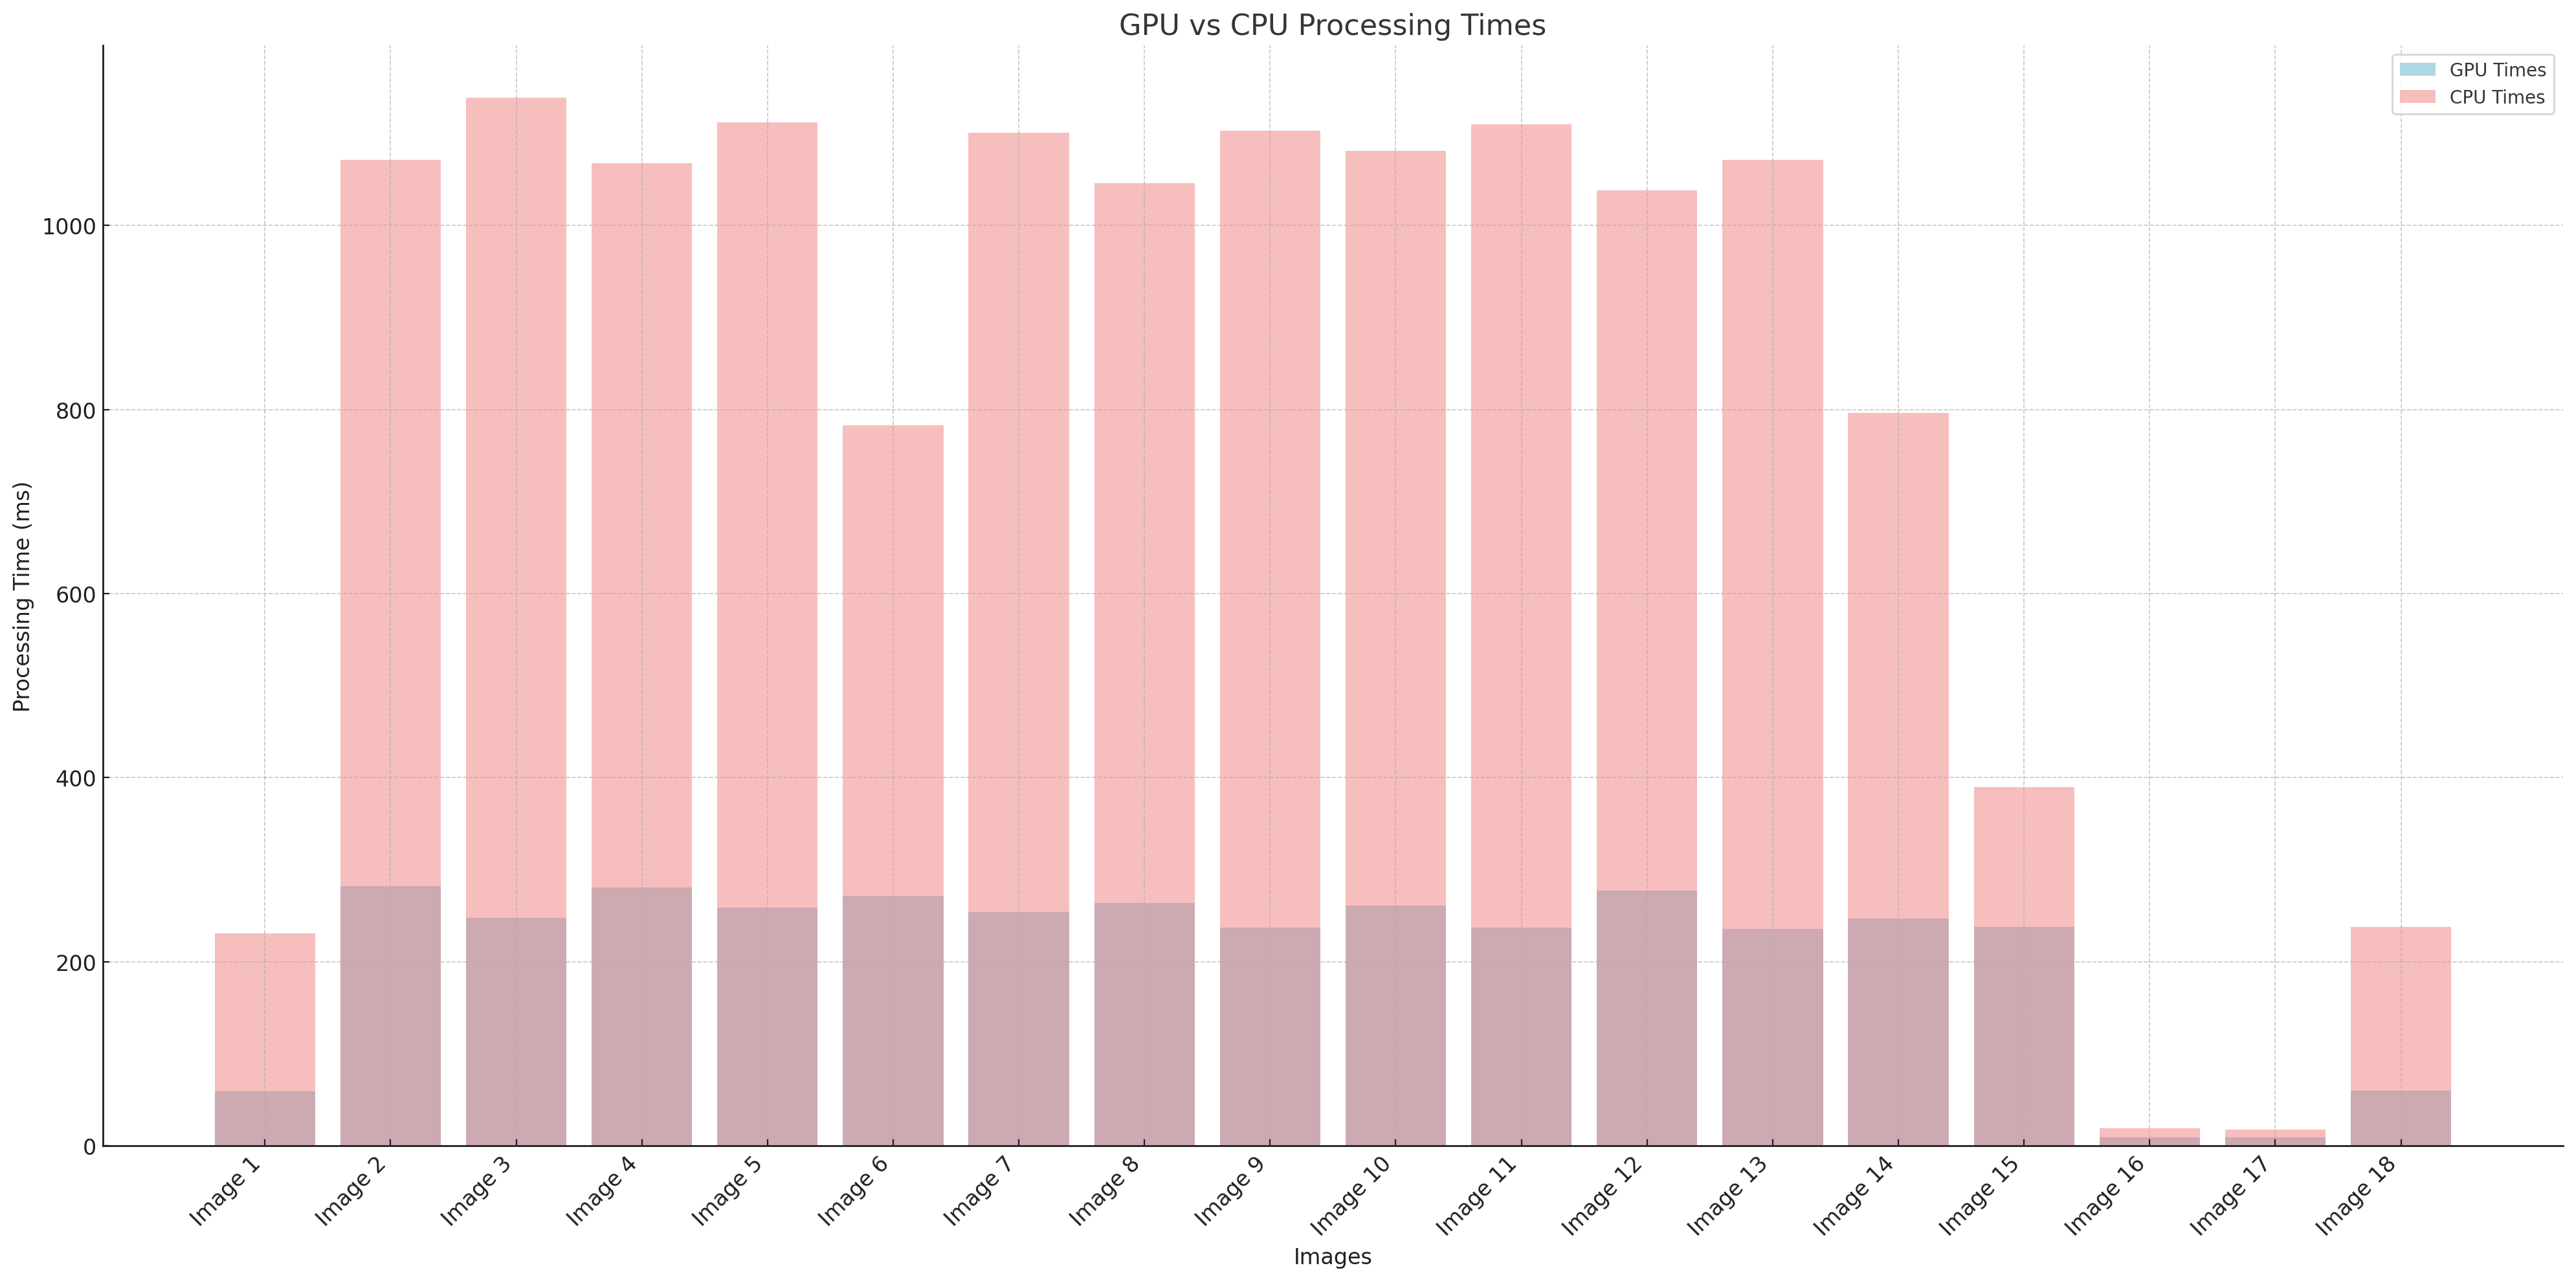 GPU vs CPU Processing Times
GPU Times
CPU Times
Processing Time (ms)
1000
800
600
400
200
0
Image 1
Image 2
Image 3
Image 4
Image 5
Image 6
Image 7
Image 8
Image 9
Image 10
Image 11
Image 12
Image 13
Image 14
Image 15
Image 16
Image 17
Image 18
Images